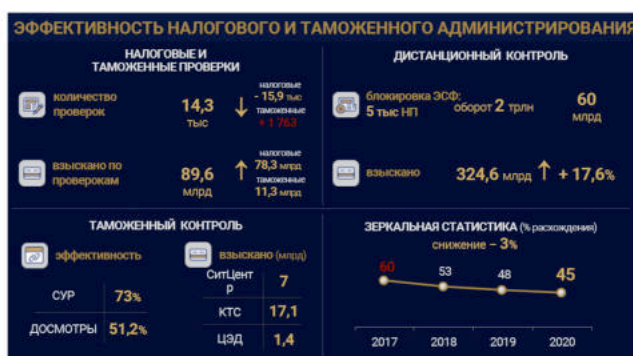 ЭФФЕКТИВНОСТЬ НАЛОГОВОГО И ТАМОЖЕННОГО АДМИНИСТРИРОВАНИЯ
НАЛОГОВЫЕ И
ТАМОЖЕННЫЕ ПРОВЕРКИ
количество
проверок
14,3
тыс
налоговые
- 15,9 тыс
таможенные
+ 1 763
взыскано по
проверокам
89,6
млрд
налоговые
78,3 млрд
таможенные
11,3 млрд
ДИСТАНЦИОННЫЙ КОНТРОЛЬ
блокировка ЭСФ:
5 тыс НП
оборот 2 трлн
60
млрд
взыскано
324,6 млрд
+ 17,6%
ТАМОЖЕННЫЙ КОНТРОЛЬ
эффективность
СУР 73%
ДОСМОТРЫ 51,2%
взыскано (млрд)
СитЦент
р
7
КТС 17,1
ЦЭД 1,4
ЗЕРКАЛЬНАЯ СТАТИСТИКА (% расхождения)
снижение – 3%
60 53 48 45
2017 2018 2019 2020